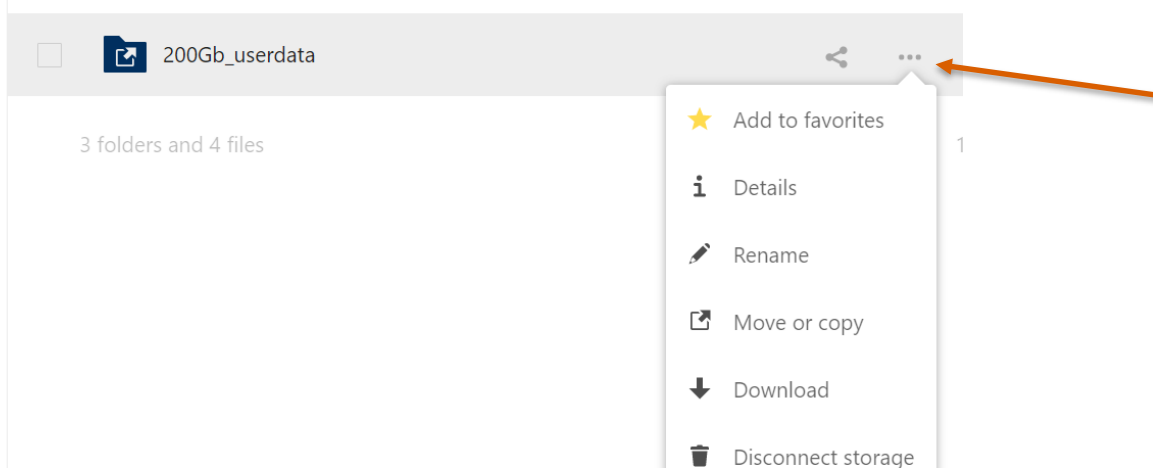 200Gb_userdata
Add to favorites
3 folders and 4 files
1
Details
Rename
Move or copy
Download
Disconnect storage